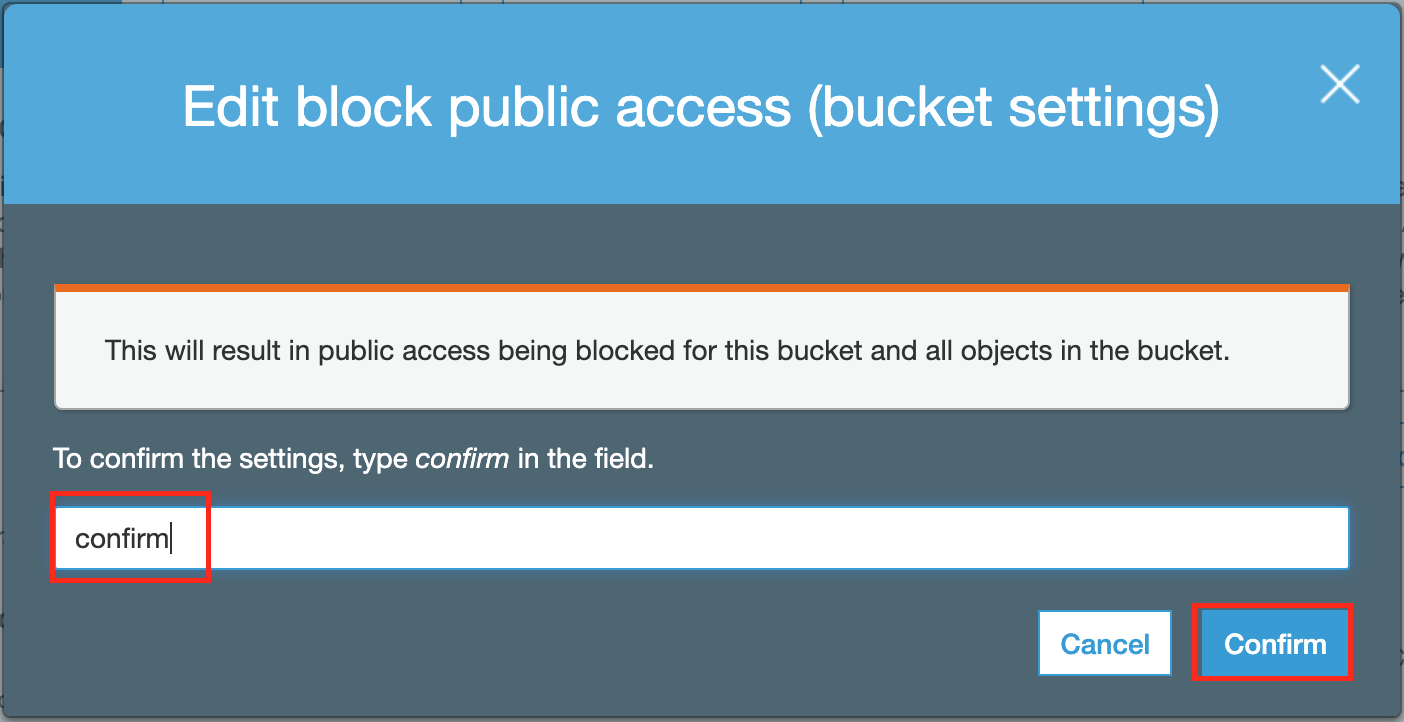 Edit block public access (bucket settings)
This will result in public access being blocked for this bucket and all objects in the bucket.
To confirm the settings, type confirm in the field.
confirm
Cancel
Confirm